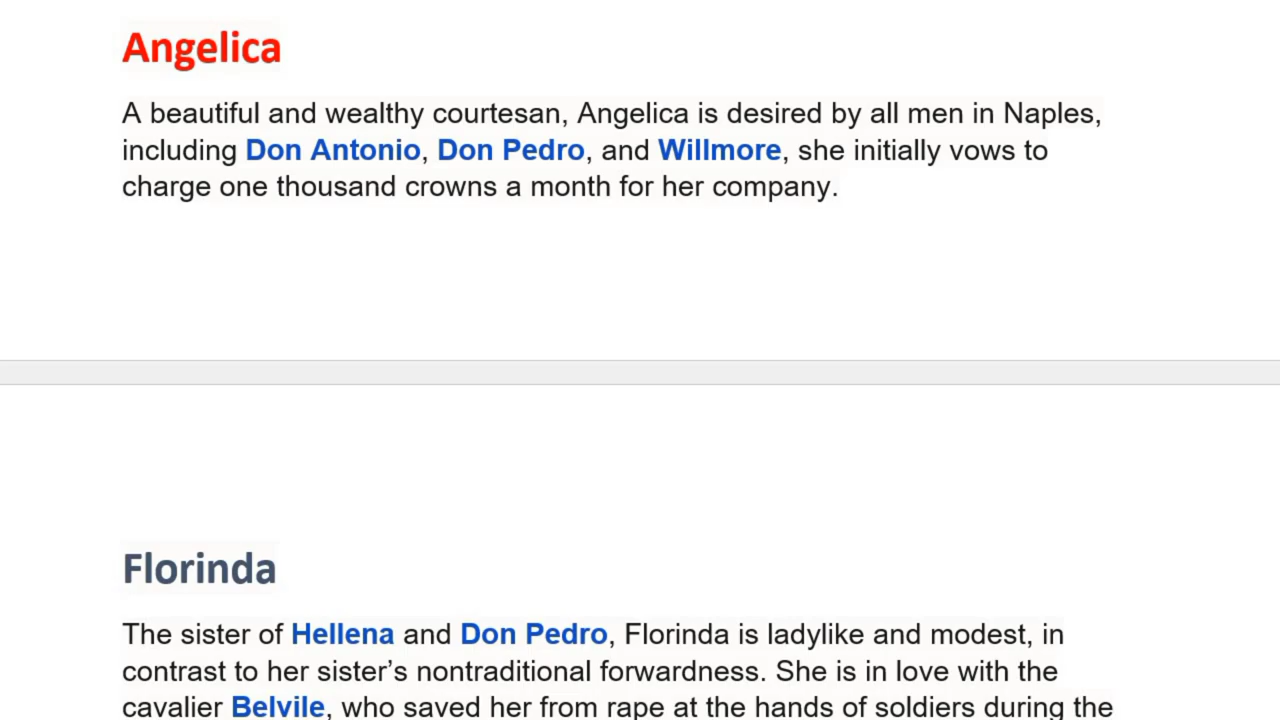 Angelica
A beautiful and wealthy courtesan, Angelica is desired by all men in Naples,
including Don Antonio, Don Pedro, and Willmore, she initially vows to
charge one thousand crowns a month for her company.
Florinda
The sister of Hellena and Don Pedro, Florinda is ladylike and modest, in
contrast to her sister’s nontraditional forwardness. She is in love with the
cavalier Belvile, who saved her from rape at the hands of soldiers during the